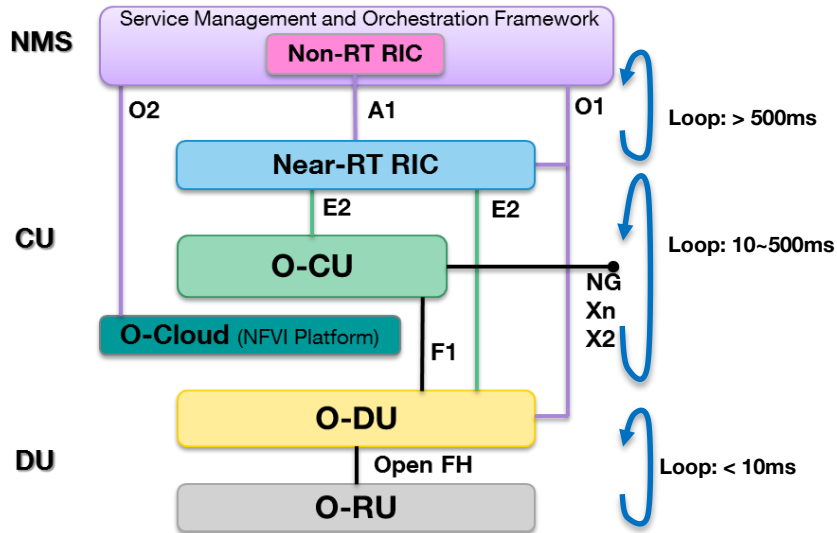 Service Management and Orchestration Framework
NMS
Non-RT RIC
O2
A1
O1
Loop: > 500ms
Near-RT RIC
E2
E2
CU
O-CU
Loop: 10~500ms
NG
Xn
X2
O-Cloud (NFVI Platform)
F1
O-DU
DU
Open FH
Loop: < 10ms
O-RU